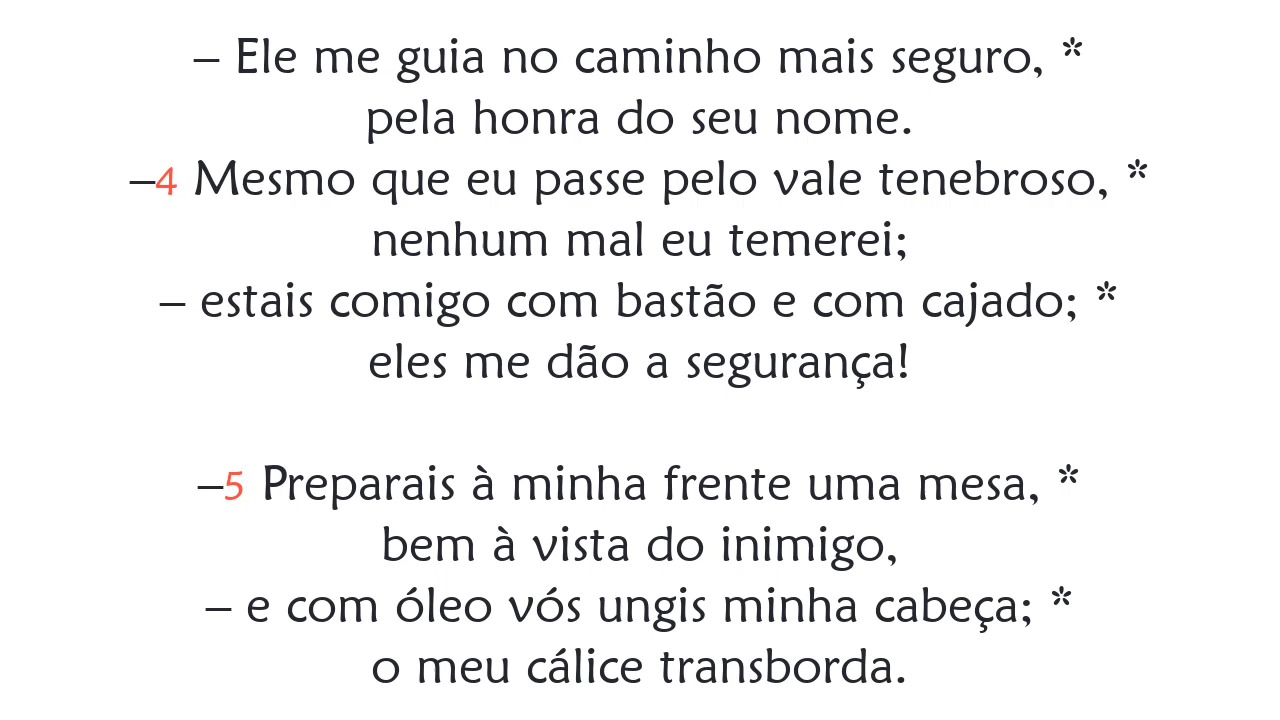 – Ele me guia no caminho mais seguro, *
pela honra do seu nome.
–4 Mesmo que eu passe pelo vale tenebroso, *
nenhum mal eu temerei;
– estais comigo com bastão e com cajado; *
eles me dão a segurança!
–5 Preparais à minha frente uma mesa, *
bem à vista do inimigo,
– e com óleo vós ungis minha cabeça; *
o meu cálice transborda.